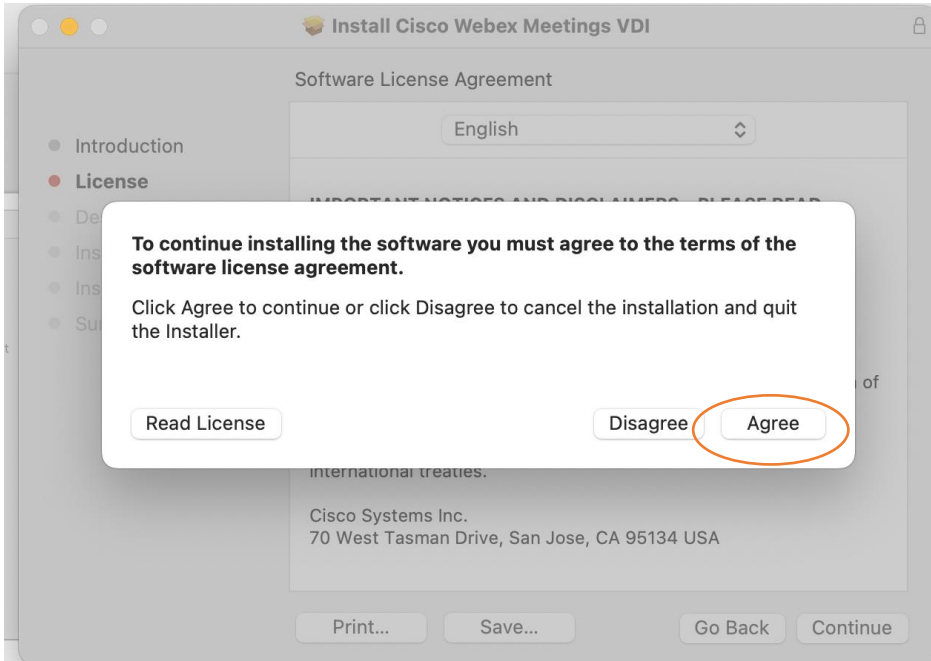 Install Cisco Webex Meetings VDI
Software License Agreement
English
Introduction
License
To continue installing the software you must agree to the terms of the
software license agreement.
Click Agree to continue or click Disagree to cancel the installation and quit
the Installer.
of
Read License
Disagree
Agree
international treaties.
Cisco Systems Inc.
70 West Tasman Drive, San Jose, CA 95134 USA
Print...
Save...
Go Back
Continue